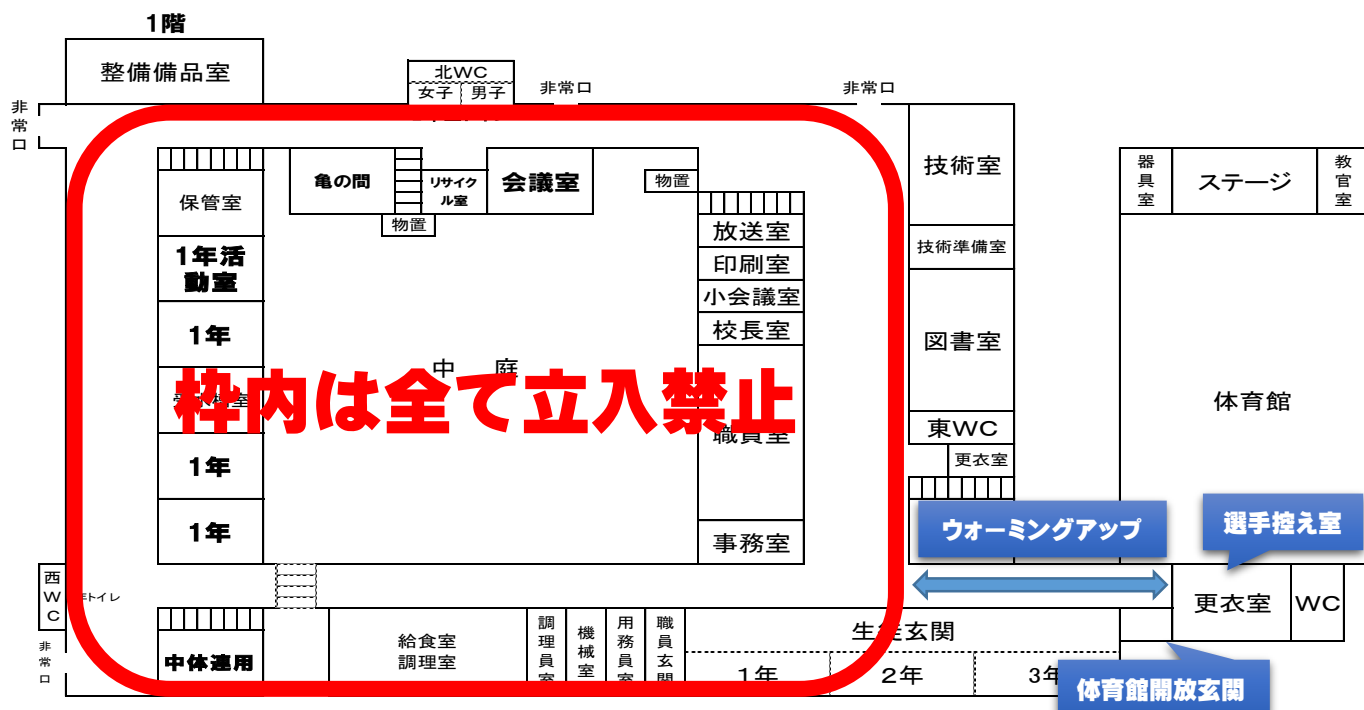 1階
整備備品室
北WC
女子 男子
非常口
非常口
非常口
亀の間
リサイク
ル室
会議室
物置
物置
保管室
1年活
動室
1年
1年
1年
中庭
枠内は全て立入禁止
放送室
印刷室
小会議室
校長室
職員室
事務室
技術室
技術準備室
図書室
東WC
更衣室
器具室
ステージ
教官室
体育館
ウォーミングアップ
選手控え室
更衣室
WC
体育館開放玄関
西WC
トイレ
非常口
中体連用
給食室
調理室
調理員室
機械室
用務員室
職員玄関
生徒玄関
1年
2年
3年